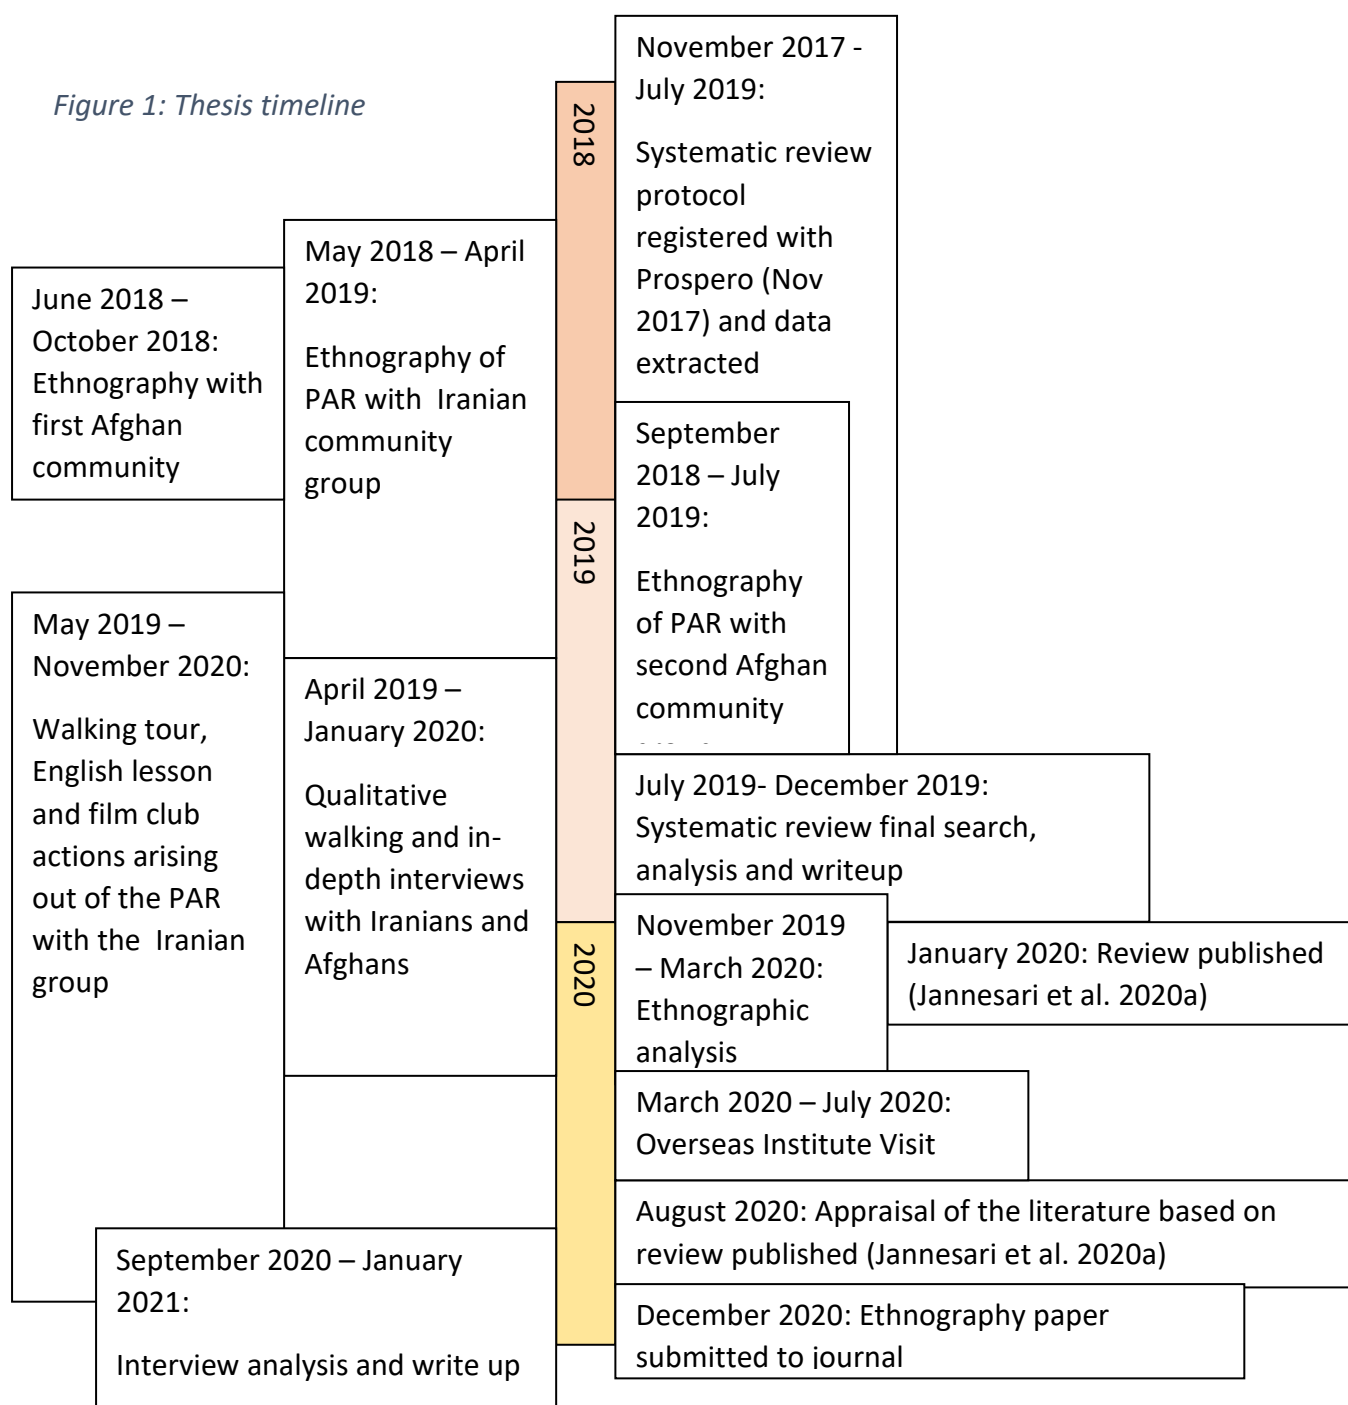 Figure 1: Thesis timeline
2018
2019
2020
November 2017 -
July 2019:
Systematic review
protocol
registered with
Prospero (Nov
2017) and data
extracted
May 2018 – April
2019:
Ethnography of
PAR with  Iranian
community
group
June 2018 –
October 2018:
Ethnography with
first Afghan
community
September
2018 – July
2019:
Ethnography
of PAR with
second Afghan
community
May 2019 –
November 2020:
Walking tour,
English lesson
and film club
actions arising
out of the PAR
with the  Iranian
group
April 2019 –
January 2020:
Qualitative
walking and in-
depth interviews
with Iranians and
Afghans
July 2019- December 2019:
Systematic review final search,
analysis and writeup
November 2019
– March 2020:
Ethnographic
analysis
January 2020: Review published
(Jannesari et al. 2020a)
March 2020 – July 2020:
Overseas Institute Visit
August 2020: Appraisal of the literature based on
review published (Jannesari et al. 2020a)
September 2020 – January
2021:
Interview analysis and write up
December 2020: Ethnography paper
submitted to journal